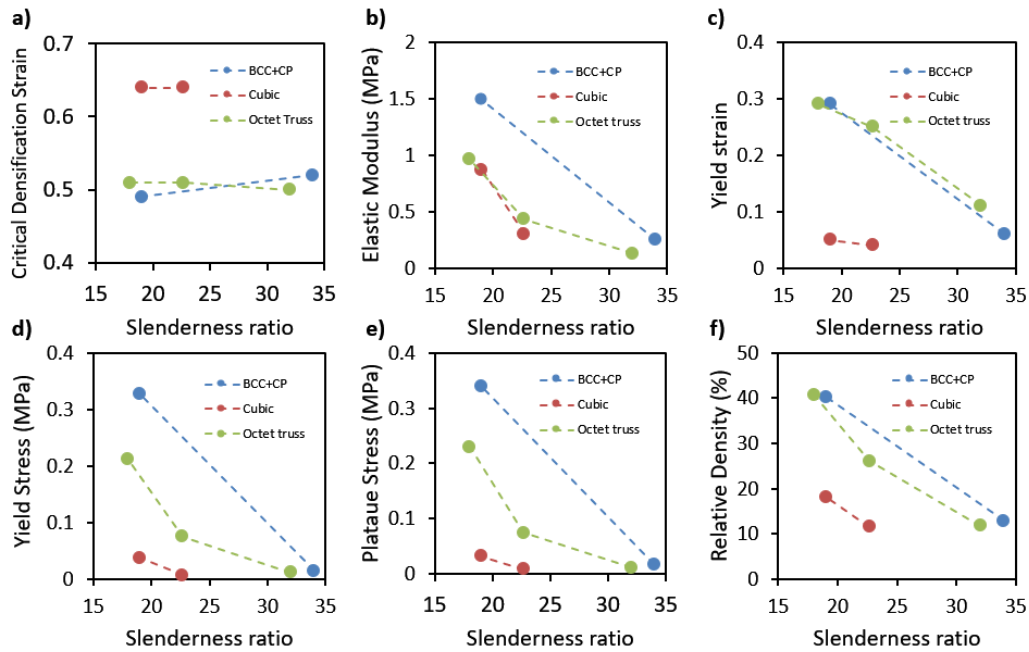 a)
0.7
0.6
0.5
0.4
15 20 25 30 35
Critical Densification Strain
Slenderness ratio
BCC+CP
Cubic
Octet Truss
b)
2
1.5
1
0.5
0
15 20 25 30 35
Elastic Modulus (MPa)
Slenderness ratio
BCC+CP
Cubic
Octet truss
c)
0.4
0.3
0.2
0.1
0
15 20 25 30 35
Yield strain
Slenderness ratio
BCC+CP
Cubic
Octet truss
d)
0.4
0.3
0.2
0.1
0
15 20 25 30 35
Yield Stress (MPa)
Slenderness ratio
BCC+CP
Cubic
Octet truss
e)
0.4
0.3
0.2
0.1
0
15 20 25 30 35
Plataue Stress (MPa)
Slenderness ratio
BCC+CP
Cubic
Octet truss
f)
50
40
30
20
10
0
15 20 25 30 35
Relative Density (%)
Slenderness ratio
BCC+CP
Cubic
Octet truss